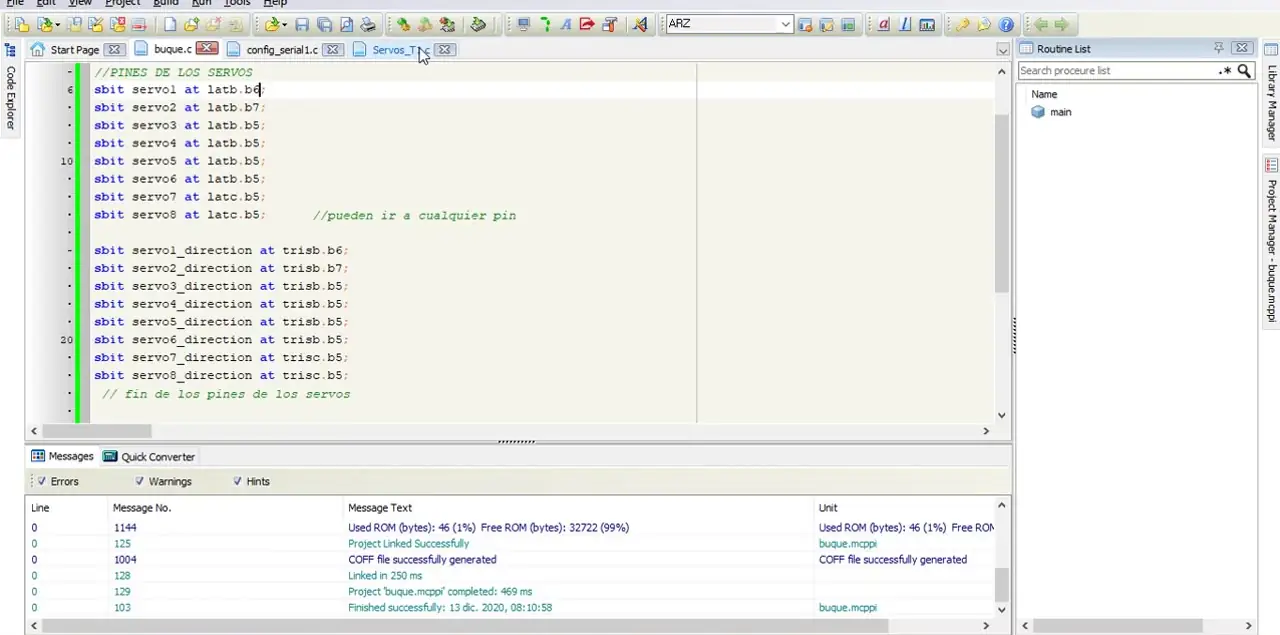 File Edit View Project Build Run Tools Help
ARZ
Start Page buque.c config_serial1.c Servos_T1.c
Routine List
Search proceure list
Name
main
Code Explorer
Library Manager
Project Manager - buque.mcppi
//PINES DE LOS SERVOS
6 sbit servo1 at latb.b6;
sbit servo2 at latb.b7;
sbit servo3 at latb.b5;
sbit servo4 at latb.b5;
10 sbit servo5 at latb.b5;
sbit servo6 at latb.b5;
sbit servo7 at latc.b5;
sbit servo8 at latc.b5; //pueden ir a cualquier pin
sbit servo1_direction at trisb.b6;
sbit servo2_direction at trisb.b7;
sbit servo3_direction at trisb.b5;
sbit servo4_direction at trisb.b5;
sbit servo5_direction at trisb.b5;
20 sbit servo6_direction at trisb.b5;
sbit servo7_direction at trisc.b5;
sbit servo8_direction at trisc.b5;
// fin de los pines de los servos
Messages Quick Converter
Errors Warnings Hints
Line Message No. Message Text Unit
0 1144 Used ROM (bytes): 46 (1%) Free ROM (bytes): 32722 (99%) Used ROM (bytes): 46 (1%) Free ROM
0 125 Project Linked Successfully buque.mcppi
0 1004 COFF file successfully generated COFF file successfully generated
0 128 Linked in 250 ms
0 129 Project 'buque.mcppi' completed: 469 ms
0 103 Finished successfully: 13 dic. 2020, 08:10:58 buque.mcppi